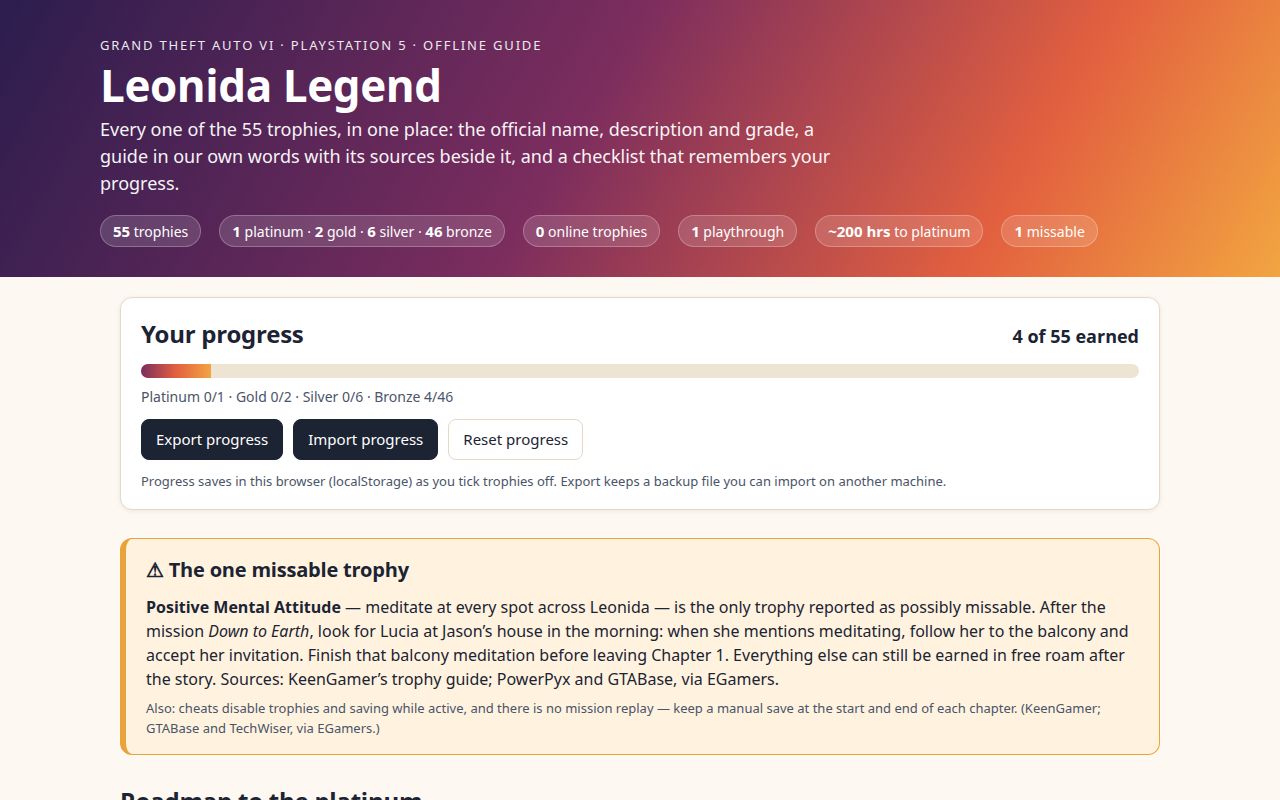 GRAND THEFT AUTO VI · PLAYSTATION 5 · OFFLINE GUIDE
Leonida Legend
Every one of the 55 trophies, in one place: the official name, description and grade, a
guide in our own words with its sources beside it, and a checklist that remembers your
progress.
55 trophies
1 platinum · 2 gold · 6 silver · 46 bronze
0 online trophies
1 playthrough
~200 hrs to platinum
1 missable
Your progress
4 of 55 earned
Platinum 0/1 · Gold 0/2 · Silver 0/6 · Bronze 4/46
Export progress
Import progress
Reset progress
Progress saves in this browser (localStorage) as you tick trophies off. Export keeps a backup file you can import on another machine.
⚠ The one missable trophy
Positive Mental Attitude — meditate at every spot across Leonida — is the only trophy reported as possibly missable. After the
mission Down to Earth, look for Lucia at Jason’s house in the morning: when she mentions meditating, follow her to the balcony and
accept her invitation. Finish that balcony meditation before leaving Chapter 1. Everything else can still be earned in free roam after
the story. Sources: KeenGamer’s trophy guide; PowerPyx and GTABase, via EGamers.
Also: cheats disable trophies and saving while active, and there is no mission replay — keep a manual save at the start and end of each chapter. (KeenGamer;
GTABase and TechWiser, via EGamers.)
Roadmap to the platinum